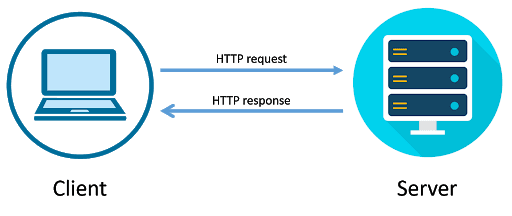 HTTP request
HTTP response
Client
Server